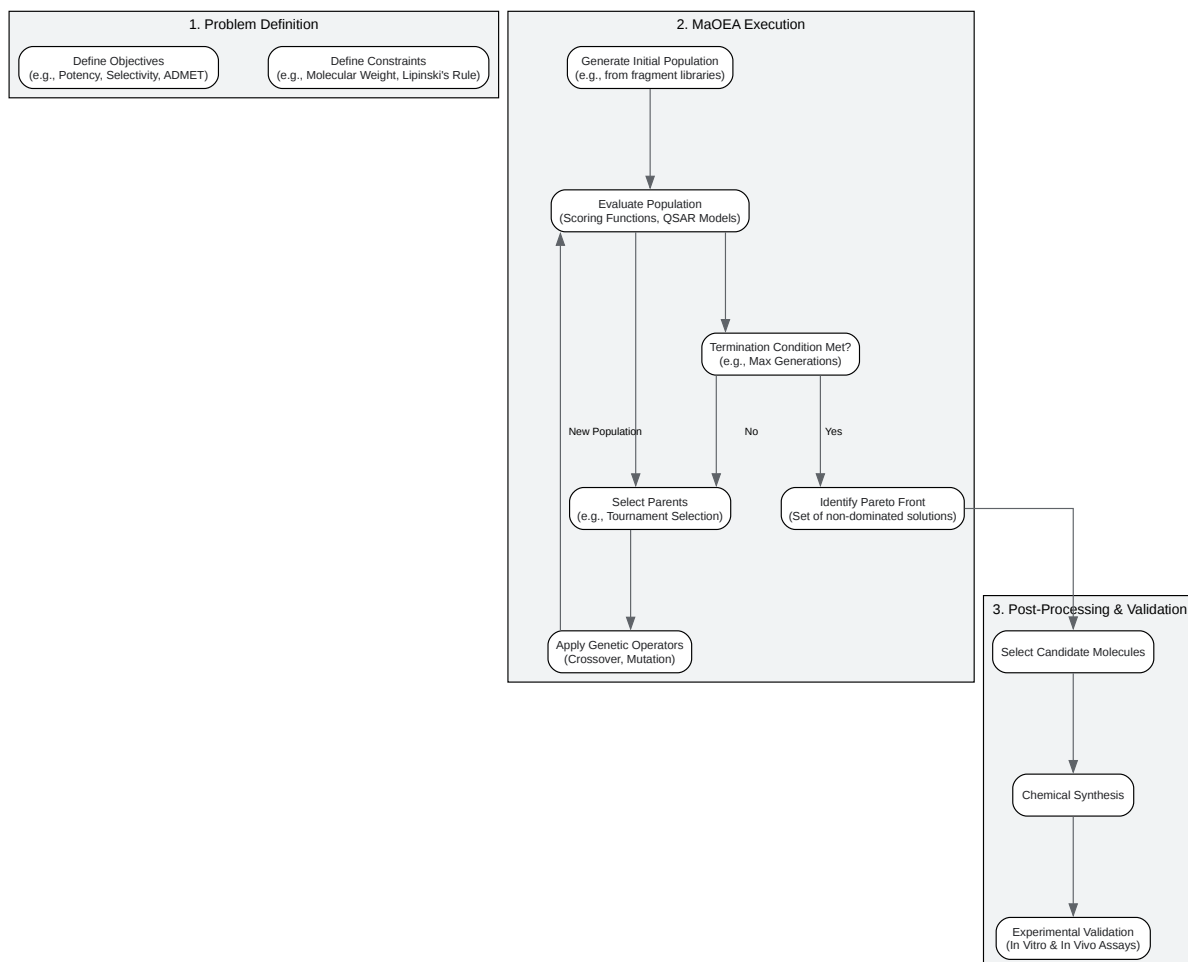 1. Problem Definition
Define Objectives
(e.g., Potency, Selectivity, ADMET)
Define Constraints
(e.g., Molecular Weight, Lipinski's Rule)
2. MaOEA Execution
Generate Initial Population
(e.g., from fragment libraries)
Evaluate Population
(Scoring Functions, QSAR Models)
Termination Condition Met?
(e.g., Max Generations)
New Population
No
Yes
Select Parents
(e.g., Tournament Selection)
Identify Pareto Front
(Set of non-dominated solutions)
Apply Genetic Operators
(Crossover, Mutation)
3. Post-Processing & Validation
Select Candidate Molecules
Chemical Synthesis
Experimental Validation
(In Vitro & In Vivo Assays)